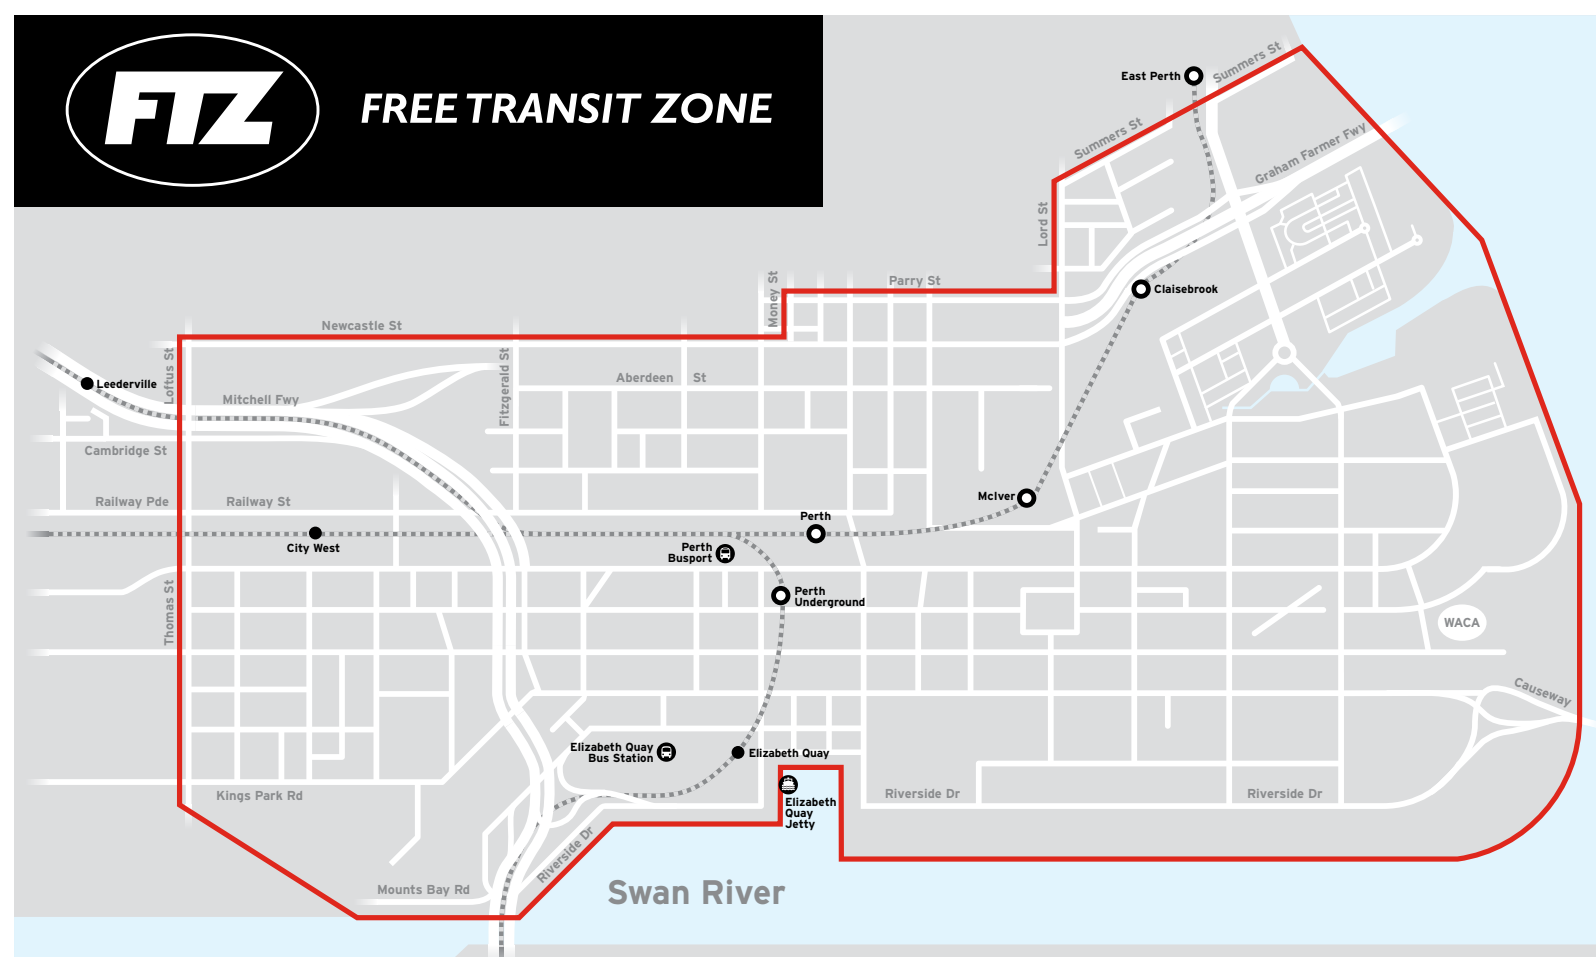 FTZ
FREE TRANSIT ZONE
East Perth
Summers St
Summers St
Graham Farmer Fwy
Lord St
Claisebrook
Parry St
Money St
Newcastle St
Loftus St
Leederville
Mitchell Fwy
Fitzgerald St
Aberdeen St
Cambridge St
Railway Pde
Railway St
City West
McIver
Perth
Perth
Busport
Perth
Underground
Thomas St
WACA
Causeway
Elizabeth Quay
Bus Station
Elizabeth Quay
Elizabeth
Quay
Jetty
Kings Park Rd
Riverside Dr
Riverside Dr
Riverside Dr
Mounts Bay Rd
Swan River